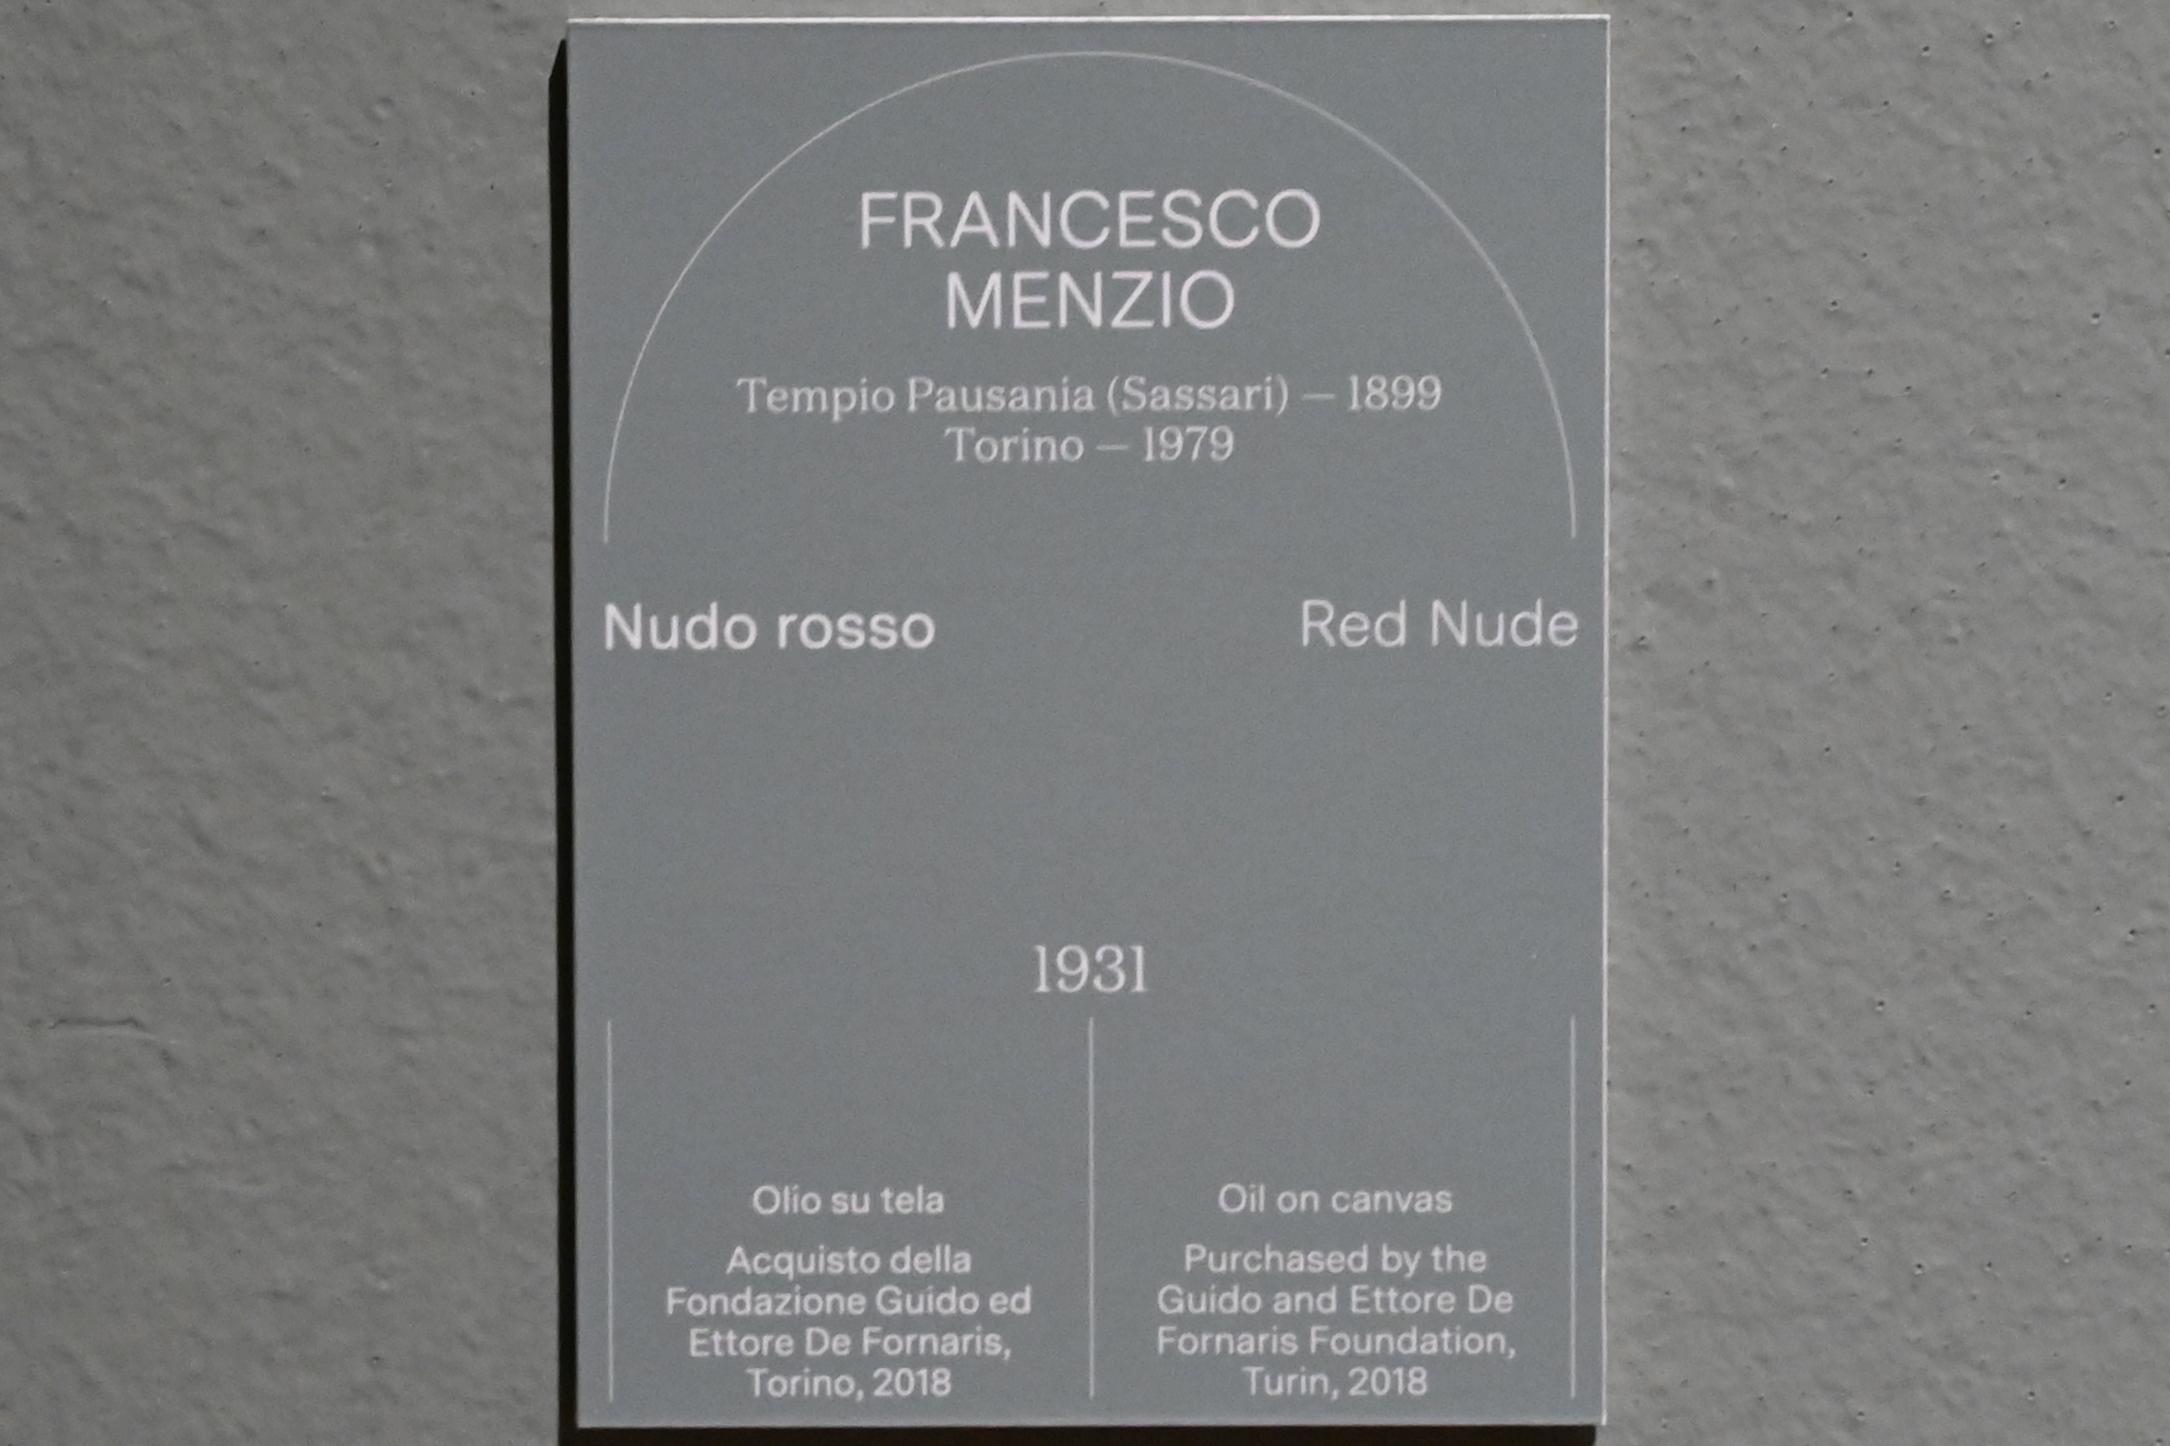 FRANCESCO
MENZIO
Tempio Pausania (Sassari) — 1899
Torino — 1979
Nudo rosso
Red Nude
1931
Olio su tela
Acquisto della
Fondazione Guido ed
Ettore De Fornaris,
Torino, 2018
Oil on canvas
Purchased by the
Guido and Ettore De
Fornaris Foundation,
Turin, 2018